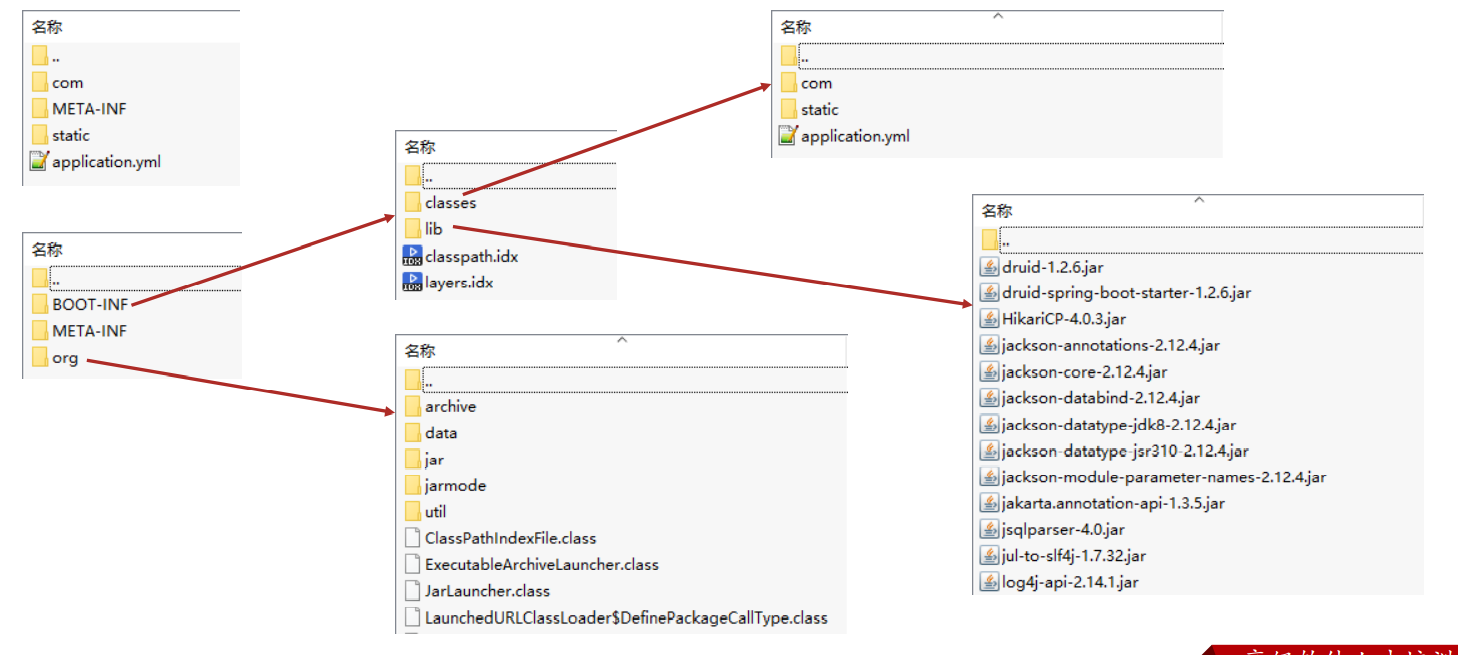 名称
..
com
META-INF
static
application.yml
名称
..
BOOT-INF
META-INF
org
名称
..
classes
lib
classpath.idx
layers.idx
名称
..
archive
data
jar
jarmode
util
ClassPathIndexFile.class
ExecutableArchiveLauncher.class
JarLauncher.class
LaunchedURLClassLoader$DefinePackageCallType.class
名称
..
com
static
application.yml
名称
..
druid-1.2.6.jar
druid-spring-boot-starter-1.2.6.jar
HikariCP-4.0.3.jar
jackson-annotations-2.12.4.jar
jackson-core-2.12.4.jar
jackson-databind-2.12.4.jar
jackson-datatype-jdk8-2.12.4.jar
jackson-datatype-jsr310-2.12.4.jar
jackson-module-parameter-names-2.12.4.jar
jakarta.annotation-api-1.3.5.jar
jsqlparser-4.0.jar
jul-to-slf4j-1.7.32.jar
log4j-api-2.14.1.jar